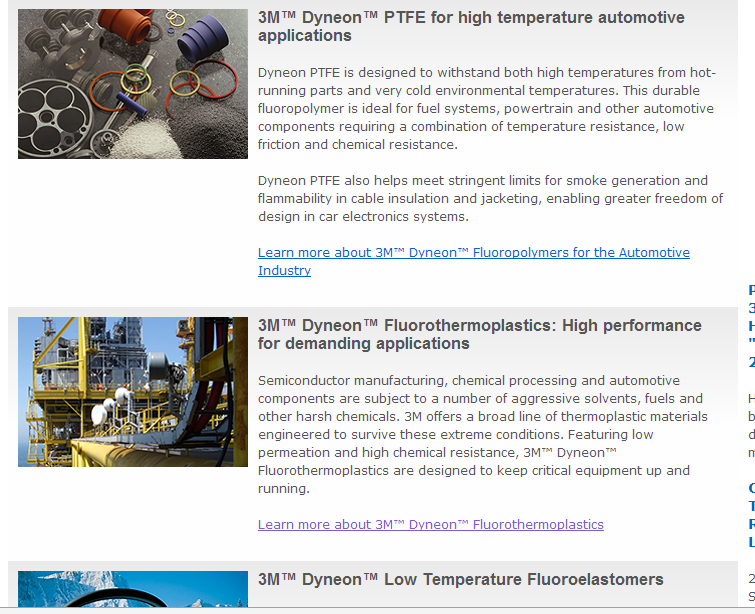 3M™ Dyneon™ PTFE for high temperature automotive
applications
Dyneon PTFE is designed to withstand both high temperatures from hot-
running parts and very cold environmental temperatures. This durable
fluoropolymer is ideal for fuel systems, powertrain and other automotive
components requiring a combination of temperature resistance, low
friction and chemical resistance.
Dyneon PTFE also helps meet stringent limits for smoke generation and
flammability in cable insulation and jacketing, enabling greater freedom of
design in car electronics systems.
Learn more about 3M™ Dyneon™ Fluoropolymers for the Automotive
Industry
3M™ Dyneon™ Fluorothermoplastics: High performance
for demanding applications
Semiconductor manufacturing, chemical processing and automotive
components are subject to a number of aggressive solvents, fuels and
other harsh chemicals. 3M offers a broad line of thermoplastic materials
engineered to survive these extreme conditions. Featuring low
permeation and high chemical resistance, 3M™ Dyneon™
Fluorothermoplastics are designed to keep critical equipment up and
running.
Learn more about 3M™ Dyneon™ Fluorothermoplastics
3M™ Dyneon™ Low Temperature Fluoroelastomers